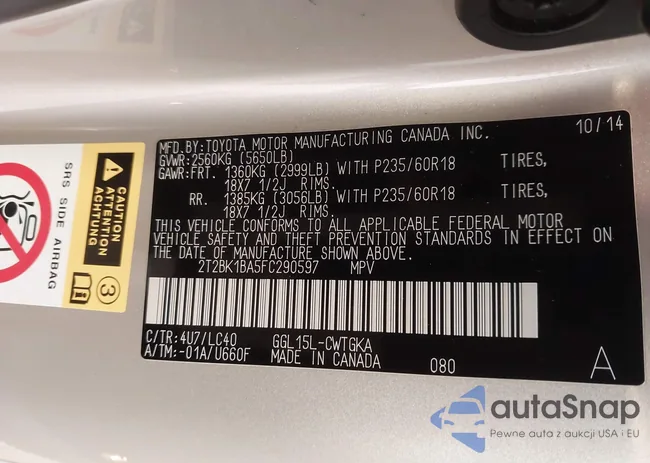 SRS SIDE AIRBAG
CAUTION
ATTENTION
ACHTUNG
3
MFD.BY:TOYOTA MOTOR MANUFACTURING CANADA INC. 10/14
GVWR:2560KG (5650LB)
GAWR:FRT. 1360KG (2999LB) WITH P235/60R18 TIRES,
18X7 1/2J RIMS.
RR. 1385KG (3056LB) WITH P235/60R18 TIRES,
18X7 1/2J RIMS.
THIS VEHICLE CONFORMS TO ALL APPLICABLE FEDERAL MOTOR
VEHICLE SAFETY AND THEFT PREVENTION STANDARDS IN EFFECT ON
THE DATE OF MANUFACTURE SHOWN ABOVE.
2T2BK1BA5FC290597 MPV
C/TR:4U7/LC40 GGL15L-CWTGKA
A/TM:-01A/U660F MADE IN CANADA 080 A
autaSnap
Pewne auta z aukcji USA i EU